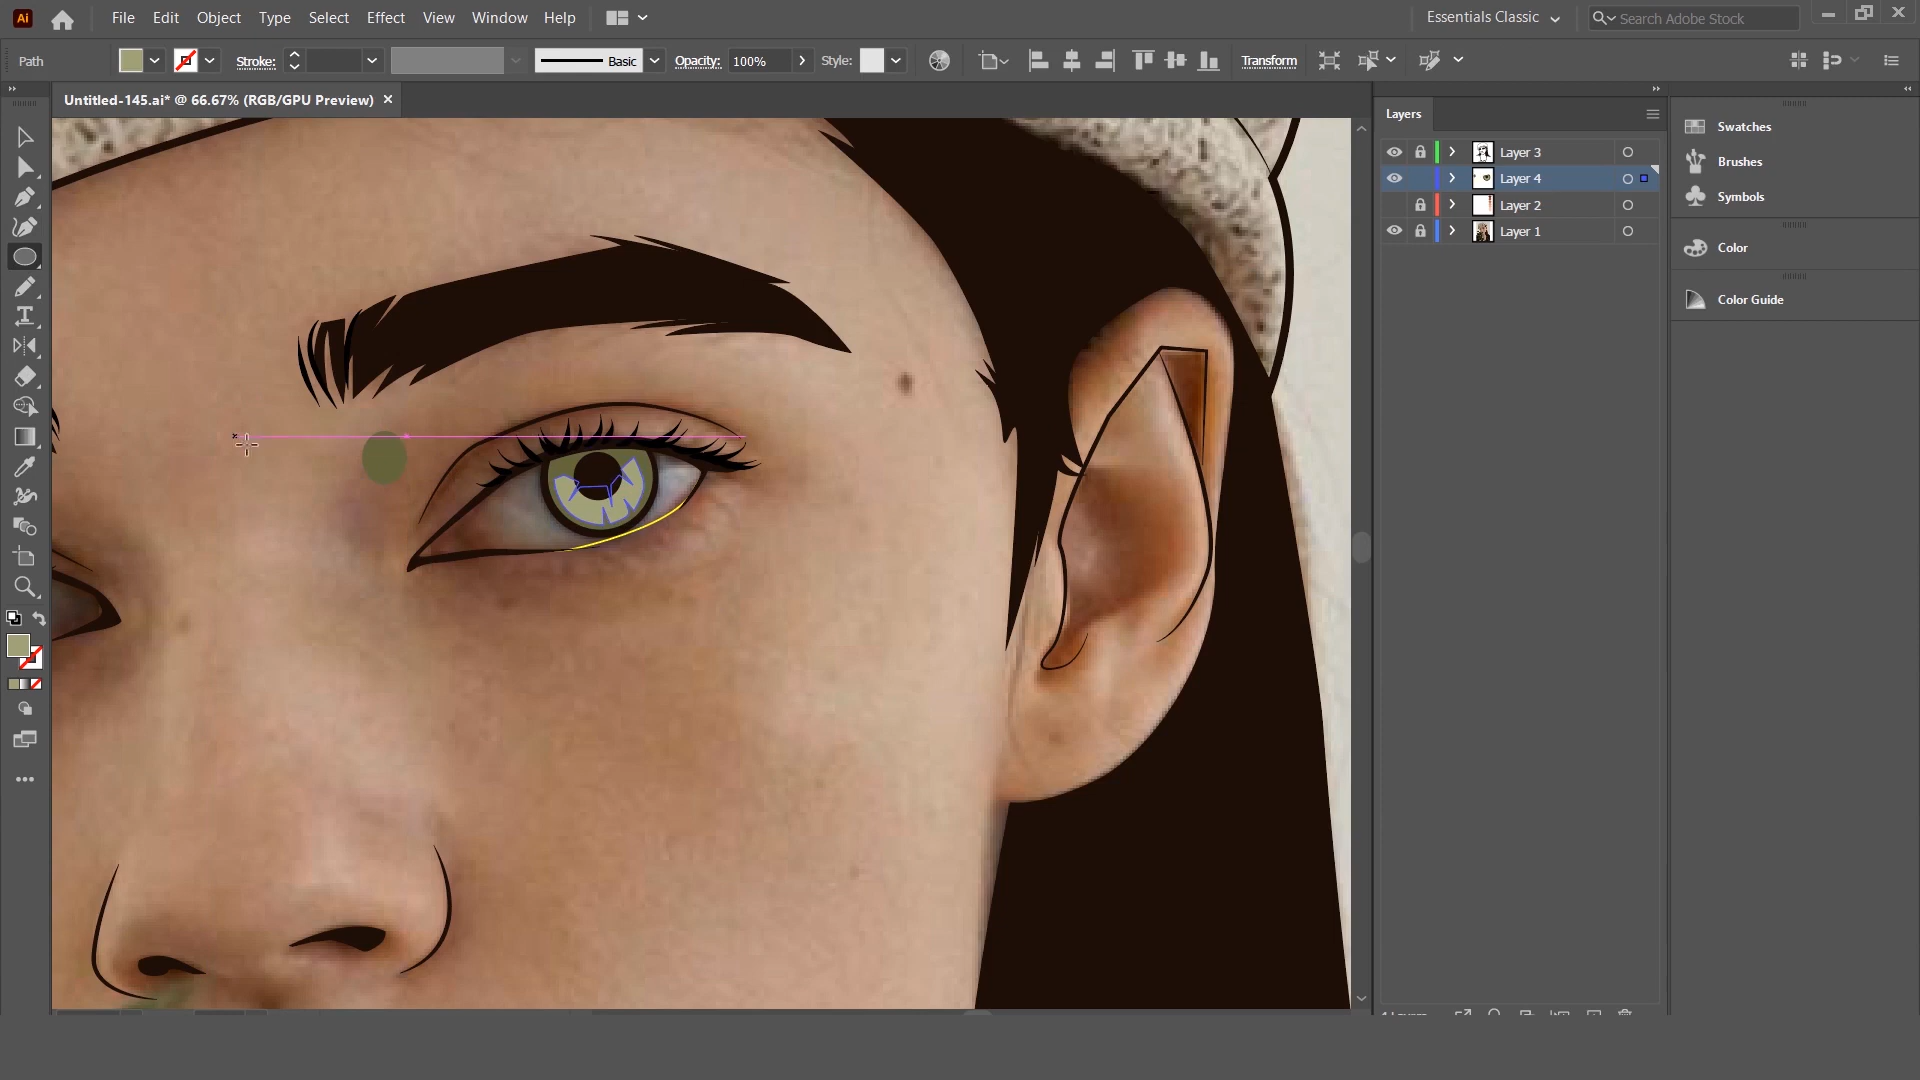 Ai File Edit Object Type Select Effect View Window Help Essentials Classic Search Adobe Stock
Path Stroke: Basic Opacity: 100% Style: Transform
Untitled-145.ai* @ 66.67% (RGB/GPU Preview)
Layers
Layer 3
Layer 4
Layer 2
Layer 1
Swatches
Brushes
Symbols
Color
Color Guide